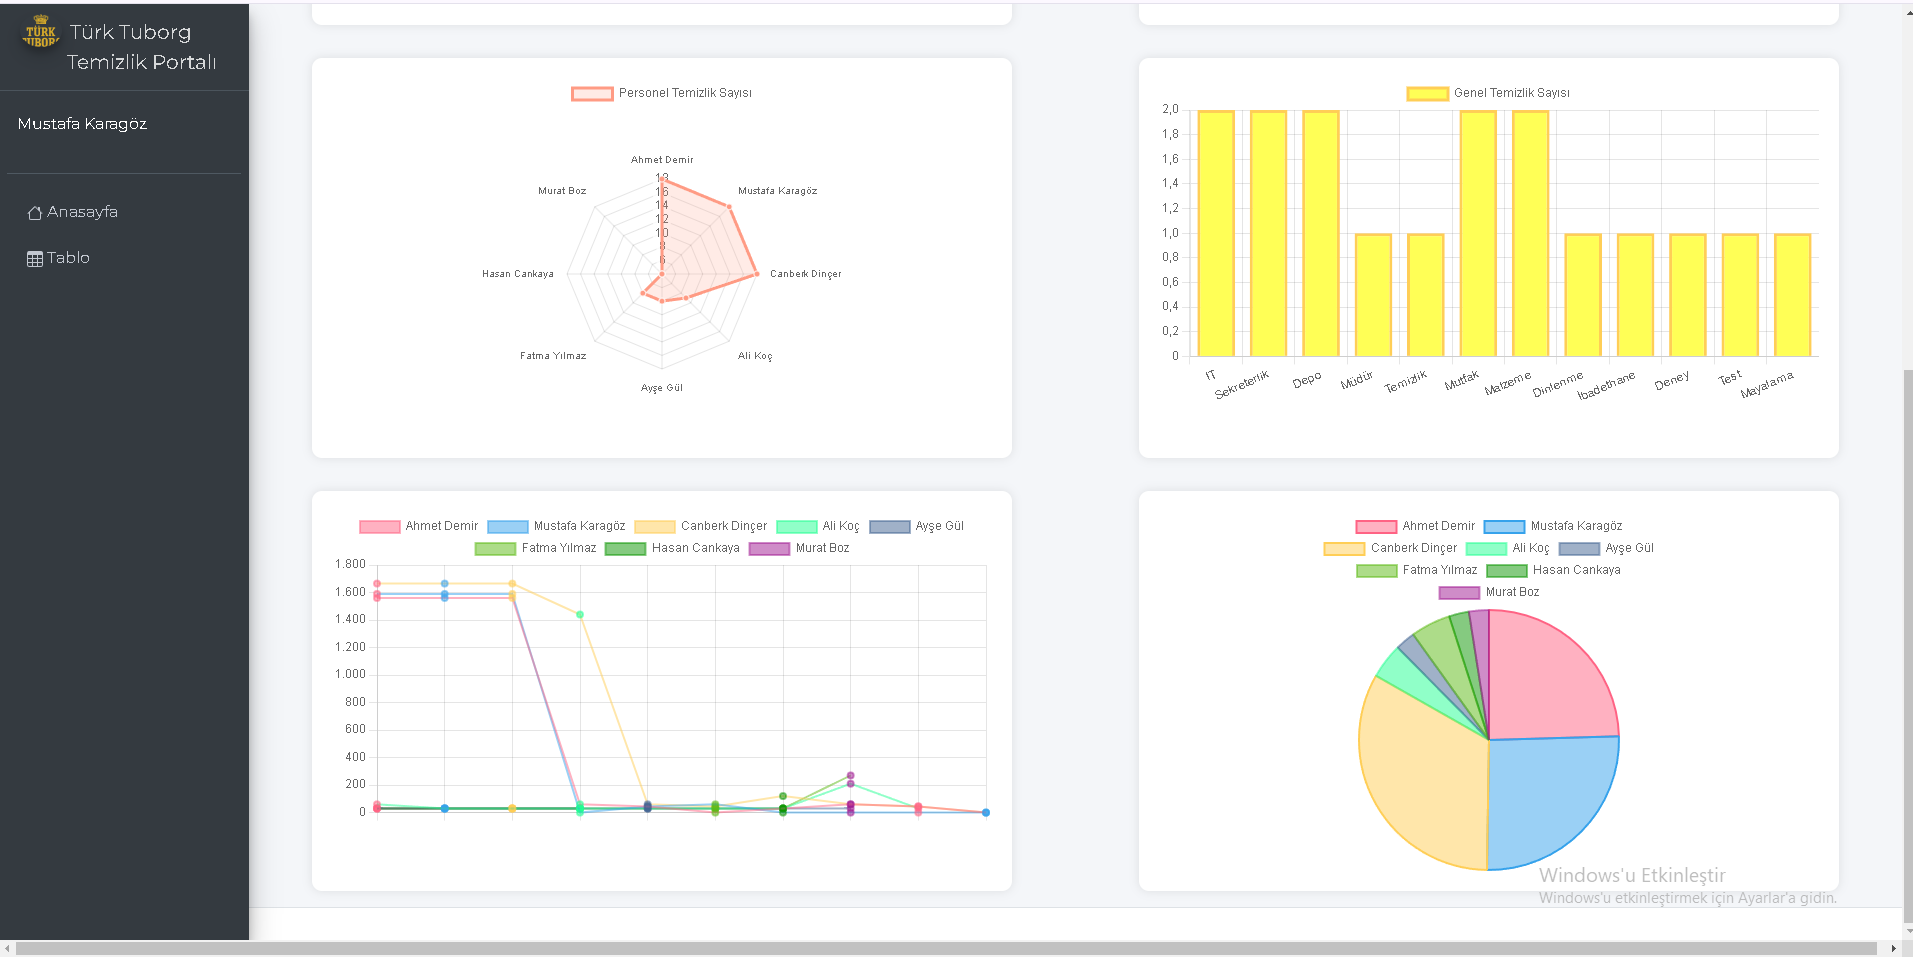 TÜRK
TUBORG
Türk Tuborg
Temizlik Portalı
Mustafa Karagöz
Anasayfa
Tablo
Personel Temizlik Sayısı
Ahmet Demir
Murat Boz
Mustafa Karagöz
16
14
12
10
8
6
Hasan Cankaya
Canberk Dinçer
Fatma Yılmaz
Ali Koç
Ayşe Gül
Genel Temizlik Sayısı
2,0
1,8
1,6
1,4
1,2
1,0
0,8
0,6
0,4
0,2
0
IT
Sekreterlik
Depo
Müdür
Temizlik
Mutfak
Malzeme
Dinlenme
İbadethane
Deney
Test
Mayalama
Ahmet Demir Mustafa Karagöz Canberk Dinçer Ali Koç Ayşe Gül
Fatma Yılmaz Hasan Cankaya Murat Boz
1.800
1.600
1.400
1.200
1.000
800
600
400
200
0
Ahmet Demir Mustafa Karagöz
Canberk Dinçer Ali Koç Ayşe Gül
Fatma Yılmaz Hasan Cankaya
Murat Boz
Windows'u Etkinleştir
Windows'u etkinleştirmek için Ayarlar'a gidin.